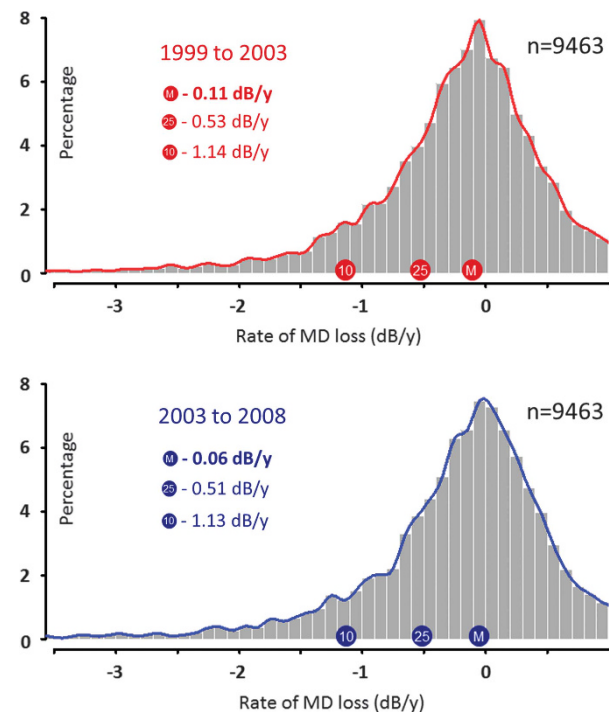 8
1999 to 2003
n=9463
M - 0.11 dB/y
25 - 0.53 dB/y
10 - 1.14 dB/y
6
4
2
0
Percentage
10 25 M
-3 -2 -1 0
Rate of MD loss (dB/y)
8
2003 to 2008
n=9463
M - 0.06 dB/y
25 - 0.51 dB/y
10 - 1.13 dB/y
6
4
2
0
Percentage
10 25 M
-3 -2 -1 0
Rate of MD loss (dB/y)